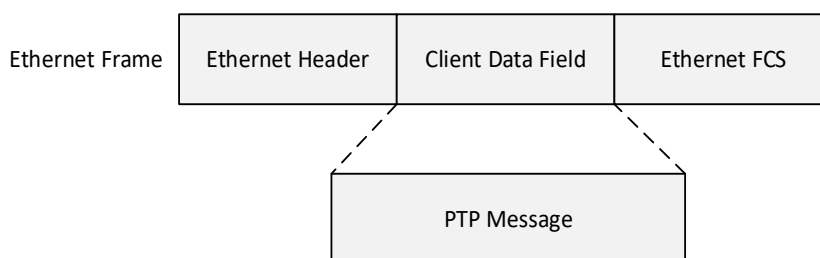 Ethernet Frame
Ethernet Header
Client Data Field
Ethernet FCS
PTP Message